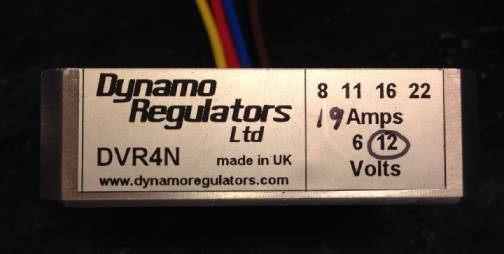 Dynamo
Regulators
Ltd
DVR4N made in UK
www.dynamoregulators.com
8 11 16 22
19 Amps
6 12
Volts